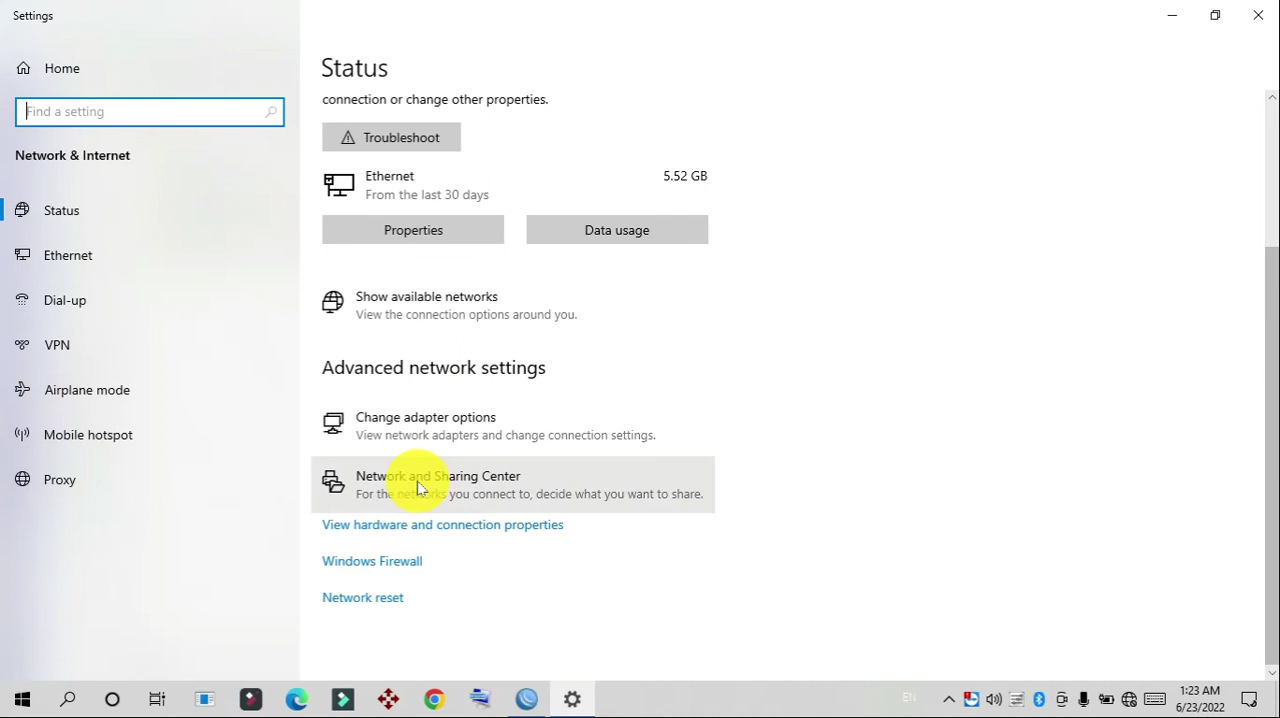 Settings
Home
Find a setting
Network & Internet
Status
Ethernet
Dial-up
VPN
Airplane mode
Mobile hotspot
Proxy
Status
connection or change other properties.
Troubleshoot
Ethernet 5.52 GB
From the last 30 days
Properties Data usage
Show available networks
View the connection options around you.
Advanced network settings
Change adapter options
View network adapters and change connection settings.
Network and Sharing Center
For the networks you connect to, decide what you want to share.
View hardware and connection properties
Windows Firewall
Network reset
EN
1:23 AM
6/23/2022